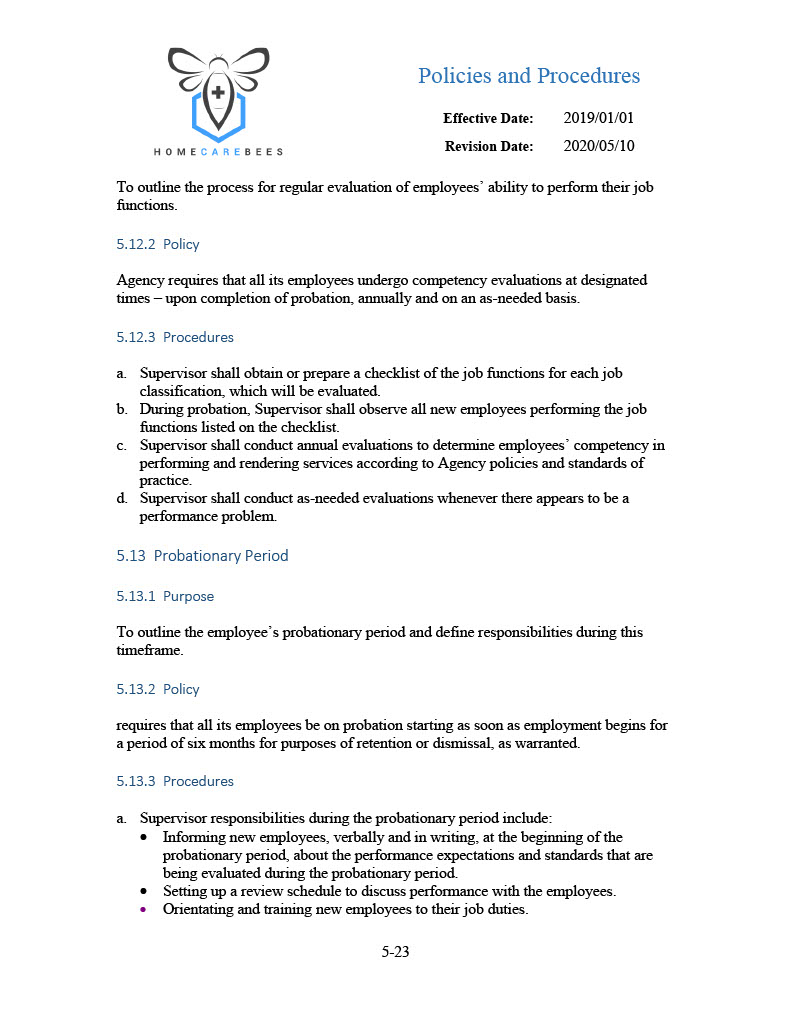 Policies and Procedures
Effective Date: 2019/01/01
Revision Date: 2020/05/10
HOMECAREBEES
To outline the process for regular evaluation of employees’ ability to perform their job
functions.
5.12.2 Policy
Agency requires that all its employees undergo competency evaluations at designated
times – upon completion of probation, annually and on an as-needed basis.
5.12.3 Procedures
a. Supervisor shall obtain or prepare a checklist of the job functions for each job
classification, which will be evaluated.
b. During probation, Supervisor shall observe all new employees performing the job
functions listed on the checklist.
c. Supervisor shall conduct annual evaluations to determine employees’ competency in
performing and rendering services according to Agency policies and standards of
practice.
d. Supervisor shall conduct as-needed evaluations whenever there appears to be a
performance problem.
5.13 Probationary Period
5.13.1 Purpose
To outline the employee’s probationary period and define responsibilities during this
timeframe.
5.13.2 Policy
requires that all its employees be on probation starting as soon as employment begins for
a period of six months for purposes of retention or dismissal, as warranted.
5.13.3 Procedures
a. Supervisor responsibilities during the probationary period include:
• Informing new employees, verbally and in writing, at the beginning of the
probationary period, about the performance expectations and standards that are
being evaluated during the probationary period.
• Setting up a review schedule to discuss performance with the employees.
• Orientating and training new employees to their job duties.
5-23